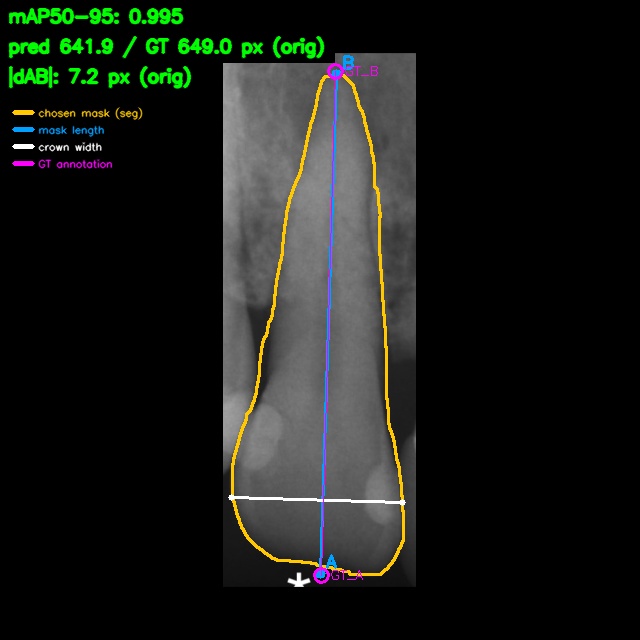 mAP50-95: 0.995
pred 641.9 / GT 649.0 px (orig)
|dAB|: 7.2 px (orig)
chosen mask (seg)
mask length
crown width
GT annotation
B
GT_B
A
GT_A